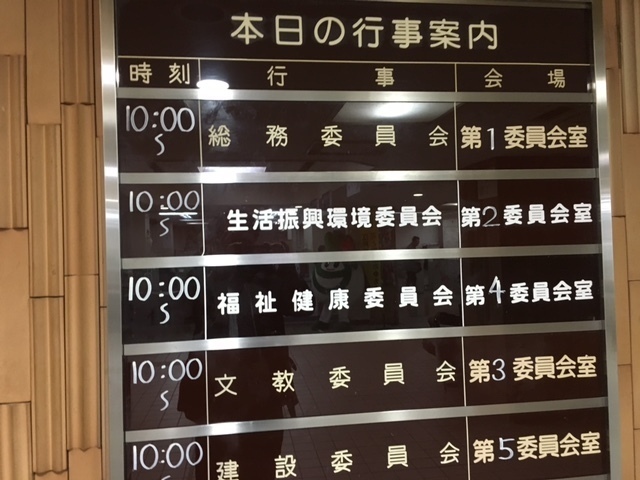 本日の行事案内
時刻 行事 会場
10:00 〜 総務委員会 第1委員会室
10:00 〜 生活振興環境委員会 第2委員会室
10:00 〜 福祉健康委員会 第4委員会室
10:00 〜 文教委員会 第3委員会室
10:00 〜 建設委員会 第5委員会室